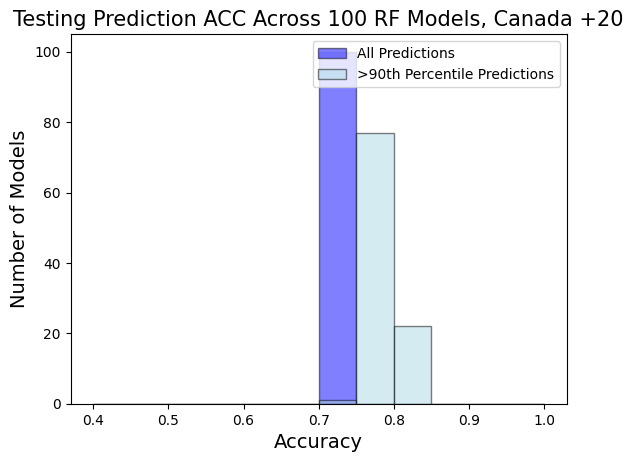 Testing Prediction ACC Across 100 RF Models, Canada +20
All Predictions
>90th Percentile Predictions
Number of Models
100
80
60
40
20
0
0.4 0.5 0.6 0.7 0.8 0.9 1.0
Accuracy